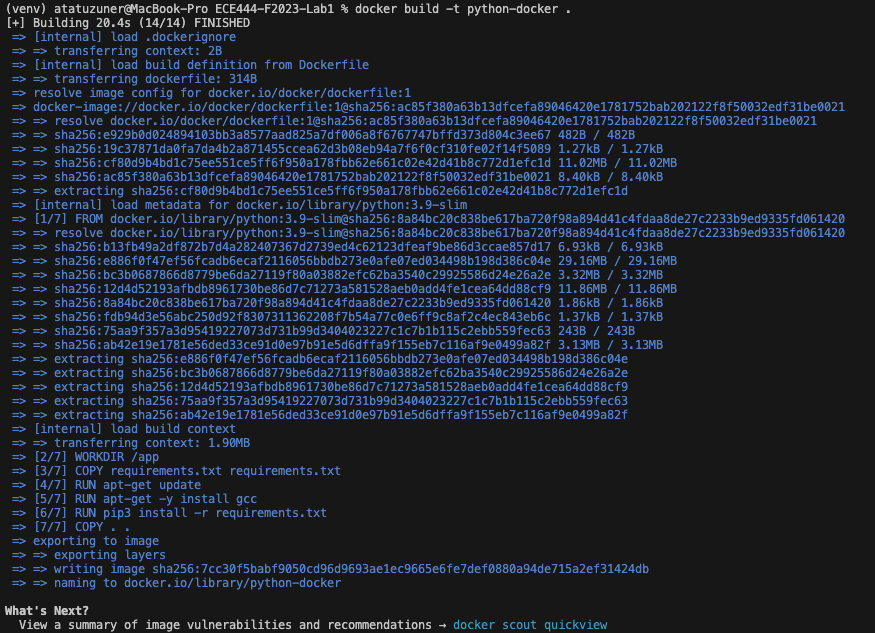 (venv) atatuzuner@MacBook-Pro ECE444-F2023-Lab1 % docker build -t python-docker .
[+] Building 20.4s (14/14) FINISHED
=> [internal] load .dockerignore
=> => transferring context: 2B
=> [internal] load build definition from Dockerfile
=> => transferring dockerfile: 314B
=> resolve image config for docker.io/docker/dockerfile:1
=> docker-image://docker.io/docker/dockerfile:1@sha256:ac85f380a63b13dfcefa89046420e1781752bab202122f8f50032edf31be0021
=> => resolve docker.io/docker/dockerfile:1@sha256:ac85f380a63b13dfcefa89046420e1781752bab202122f8f50032edf31be0021
=> => sha256:e929b0d024894103bb3a8577aad825a7df006a8f6767747bffd373d804c3ee67 482B / 482B
=> => sha256:19c37871da0fa7da4b2a871455ccea62d3b08eb94a7f6f0cf310fe02f14f5089 1.27kB / 1.27kB
=> => sha256:cf80d9b4bd1c75ee551ce5ff6f950a178fbb62e661c02e42d41b8c772d1efc1d 11.02MB / 11.02MB
=> => sha256:ac85f380a63b13dfcefa89046420e1781752bab202122f8f50032edf31be0021 8.40kB / 8.40kB
=> => extracting sha256:cf80d9b4bd1c75ee551ce5ff6f950a178fbb62e661c02e42d41b8c772d1efc1d
=> [internal] load metadata for docker.io/library/python:3.9-slim
=> [1/7] FROM docker.io/library/python:3.9-slim@sha256:8a84bc20c838be617ba720f98a894d41c4fdaa8de27c2233b9ed9335fd061420
=> => resolve docker.io/library/python:3.9-slim@sha256:8a84bc20c838be617ba720f98a894d41c4fdaa8de27c2233b9ed9335fd061420
=> => sha256:b13fb49a2df872b7d4a282407367d2739ed4c62123dfeaf9be86d3ccae857d17 6.93kB / 6.93kB
=> => sha256:e886f0f47ef56fcadb6ecaf2116056bbdb273e0afe07ed034498b198d386c04e 29.16MB / 29.16MB
=> => sha256:bc3b0687866d8779be6da27119f80a03882efc62ba3540c29925586d24e26a2e 3.32MB / 3.32MB
=> => sha256:12d4d52193afbdb8961730be86d7c71273a581528aeb0add4fe1cea64dd88cf9 11.86MB / 11.86MB
=> => sha256:8a84bc20c838be617ba720f98a894d41c4fdaa8de27c2233b9ed9335fd061420 1.86kB / 1.86kB
=> => sha256:fdb94d3e56abc250d92f8307311362208f7b54a77c0e6ff9c8af2c4ec843eb6c 1.37kB / 1.37kB
=> => sha256:75aa9f357a3d95419227073d731b99d3404023227c1c7b1b115c2ebb559fec63 243B / 243B
=> => sha256:ab42e19e1781e56ded33ce91d0e97b91e5d6dffa9f155eb7c116af9e0499a82f 3.13MB / 3.13MB
=> => extracting sha256:e886f0f47ef56fcadb6ecaf2116056bbdb273e0afe07ed034498b198d386c04e
=> => extracting sha256:bc3b0687866d8779be6da27119f80a03882efc62ba3540c29925586d24e26a2e
=> => extracting sha256:12d4d52193afbdb8961730be86d7c71273a581528aeb0add4fe1cea64dd88cf9
=> => extracting sha256:75aa9f357a3d95419227073d731b99d3404023227c1c7b1b115c2ebb559fec63
=> => extracting sha256:ab42e19e1781e56ded33ce91d0e97b91e5d6dffa9f155eb7c116af9e0499a82f
=> [internal] load build context
=> => transferring context: 1.90MB
=> [2/7] WORKDIR /app
=> [3/7] COPY requirements.txt requirements.txt
=> [4/7] RUN apt-get update
=> [5/7] RUN apt-get -y install gcc
=> [6/7] RUN pip3 install -r requirements.txt
=> [7/7] COPY . .
=> exporting to image
=> => exporting layers
=> => writing image sha256:7cc30f5babf9050cd96d9693ae1ec9665e6fe7def0880a94de715a2ef31424db
=> => naming to docker.io/library/python-docker
What's Next?
View a summary of image vulnerabilities and recommendations → docker scout quickview